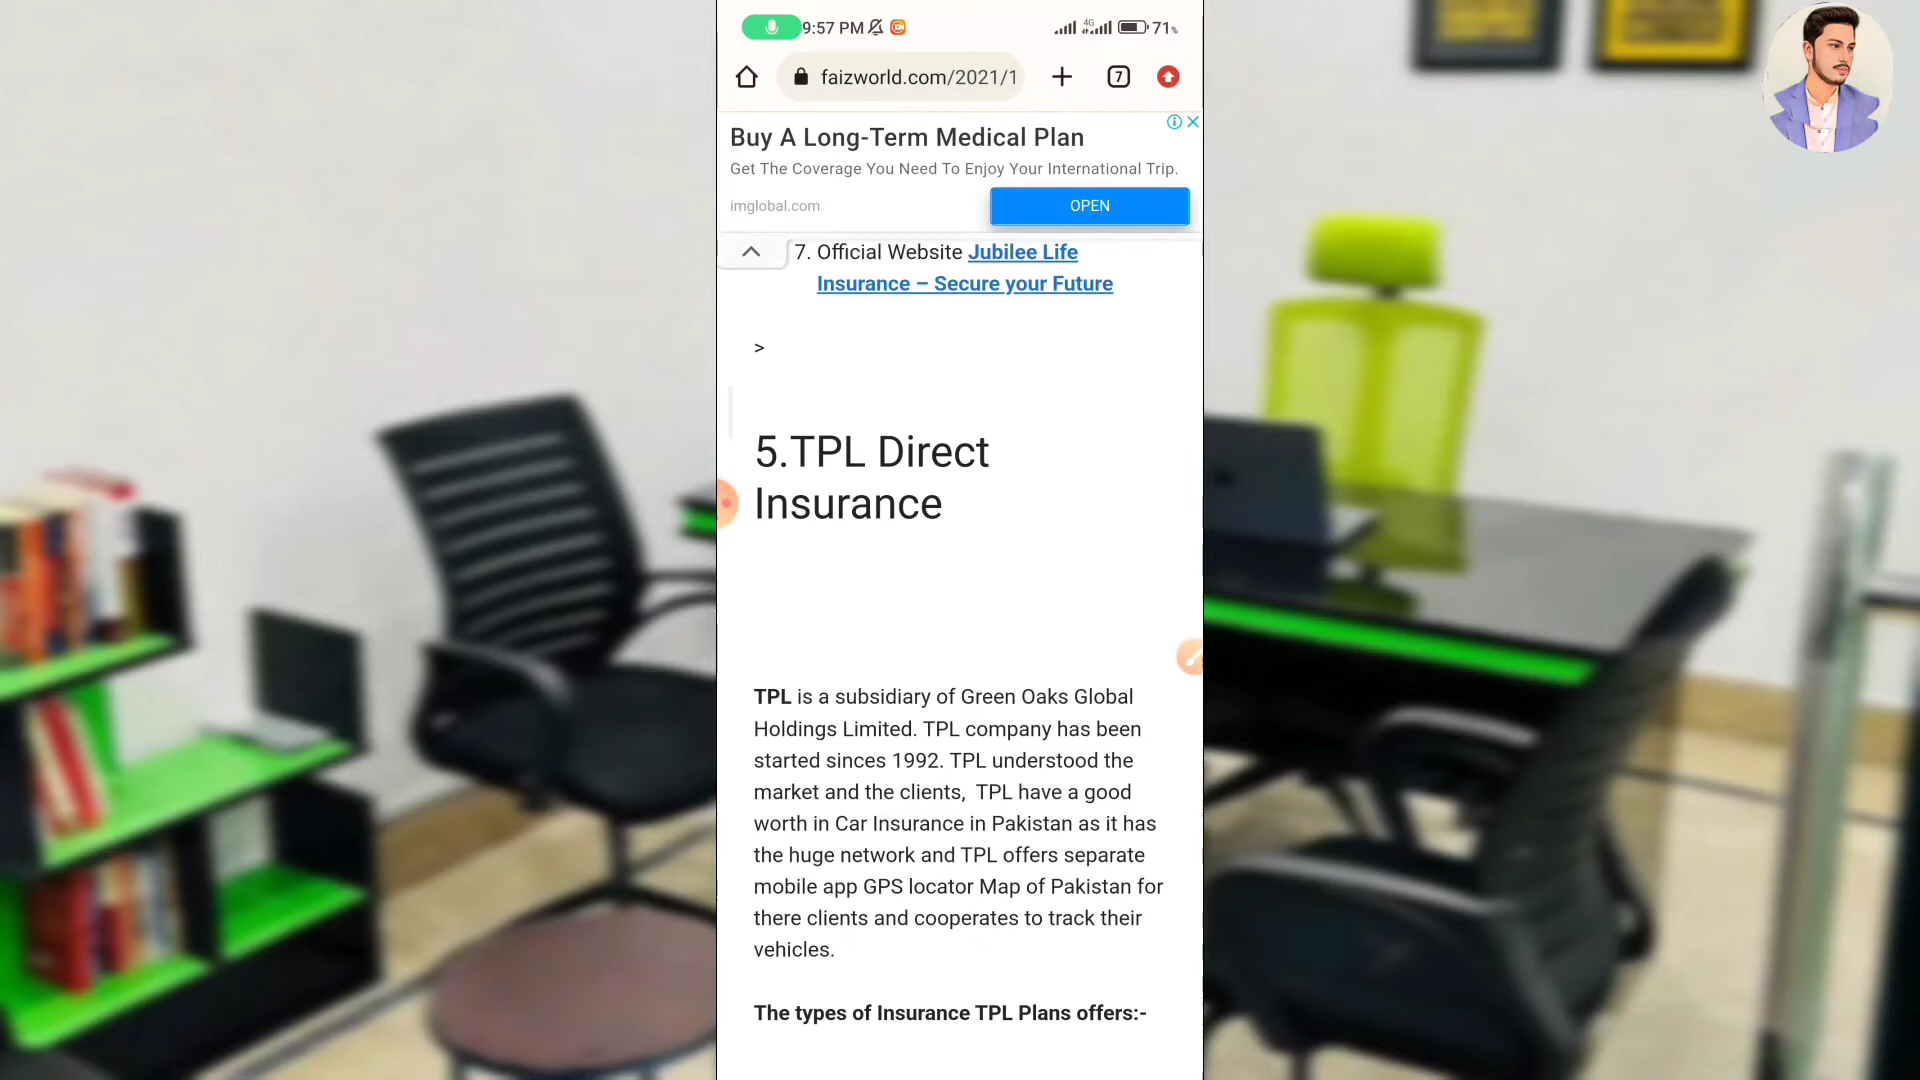 9:57 PM 4G 71%
faizworld.com/2021/1 7
Buy A Long-Term Medical Plan
Get The Coverage You Need To Enjoy Your International Trip.
imglobal.com OPEN
7. Official Website Jubilee Life
Insurance – Secure your Future
>
5.TPL Direct
Insurance
TPL is a subsidiary of Green Oaks Global
Holdings Limited. TPL company has been
started sinces 1992. TPL understood the
market and the clients,  TPL have a good
worth in Car Insurance in Pakistan as it has
the huge network and TPL offers separate
mobile app GPS locator Map of Pakistan for
there clients and cooperates to track their
vehicles.
The types of Insurance TPL Plans offers:-